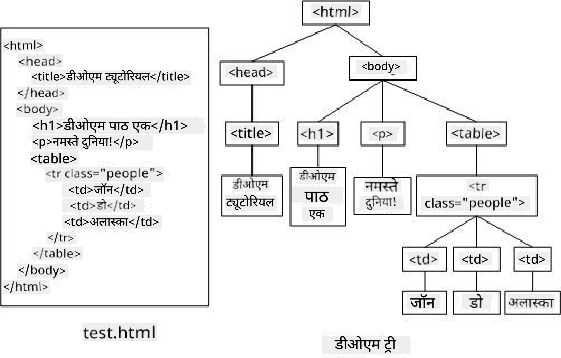 <html>
<head>
<title>डीओएम ट्यूटोरियल</title>
</head>
<body>
<h1>डीओएम पाठ एक</h1>
<p>नमस्ते दुनिया!</p>
<table>
<tr class="people">
<td>जॉन</td>
<td>डो</td>
<td>अलास्का</td>
</tr>
</table>
</body>
</html>
test.html
<html>
<head>
<body>
<title>
<h1>
<p>
<table>
डीओएम
ट्यूटोरियल
डीओएम
पाठ
एक
नमस्ते
दुनिया!
<tr
class="people">
<td>
<td>
<td>
जॉन
डो
अलास्का
डीओएम ट्री